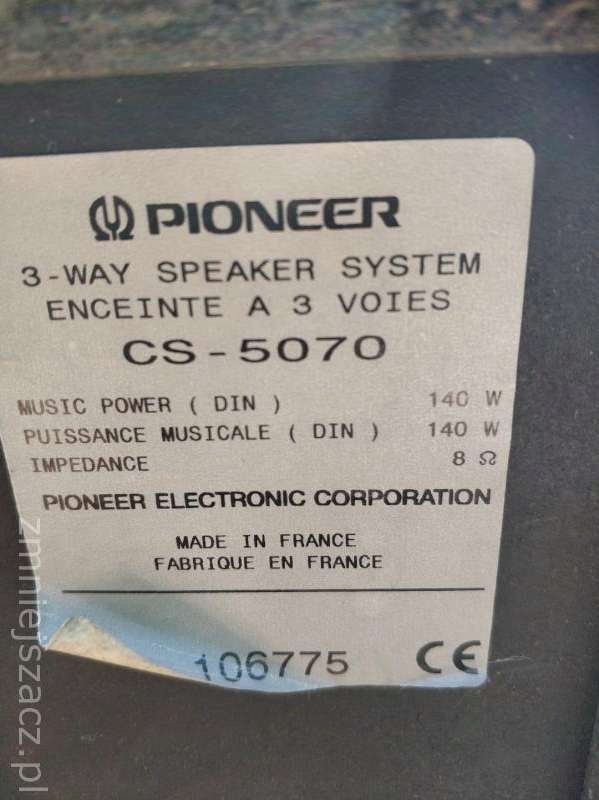 PIONEER
3-WAY SPEAKER SYSTEM
ENCEINTE A 3 VOIES
CS-5070
MUSIC POWER ( DIN ) 140 W
PUISSANCE MUSICALE ( DIN ) 140 W
IMPEDANCE 8 Ω
PIONEER ELECTRONIC CORPORATION
MADE IN FRANCE
FABRIQUE EN FRANCE
106775 CE
zmniejszacz.pl